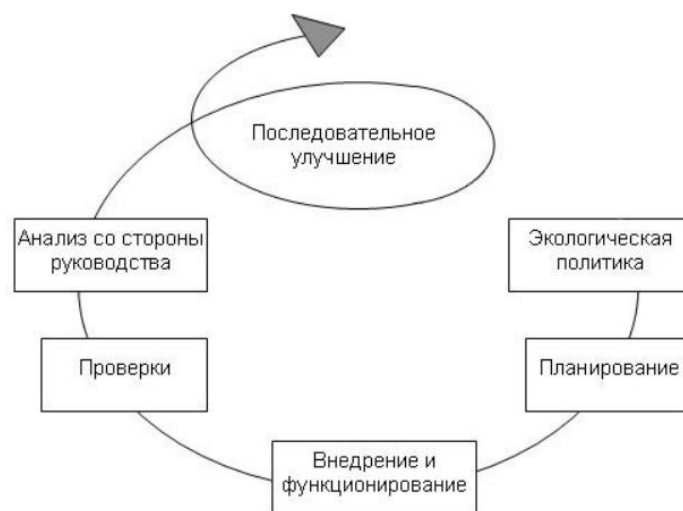 Последовательное
улучшение
Анализ со стороны
руководства
Экологическая
политика
Проверки
Планирование
Внедрение и
функционирование